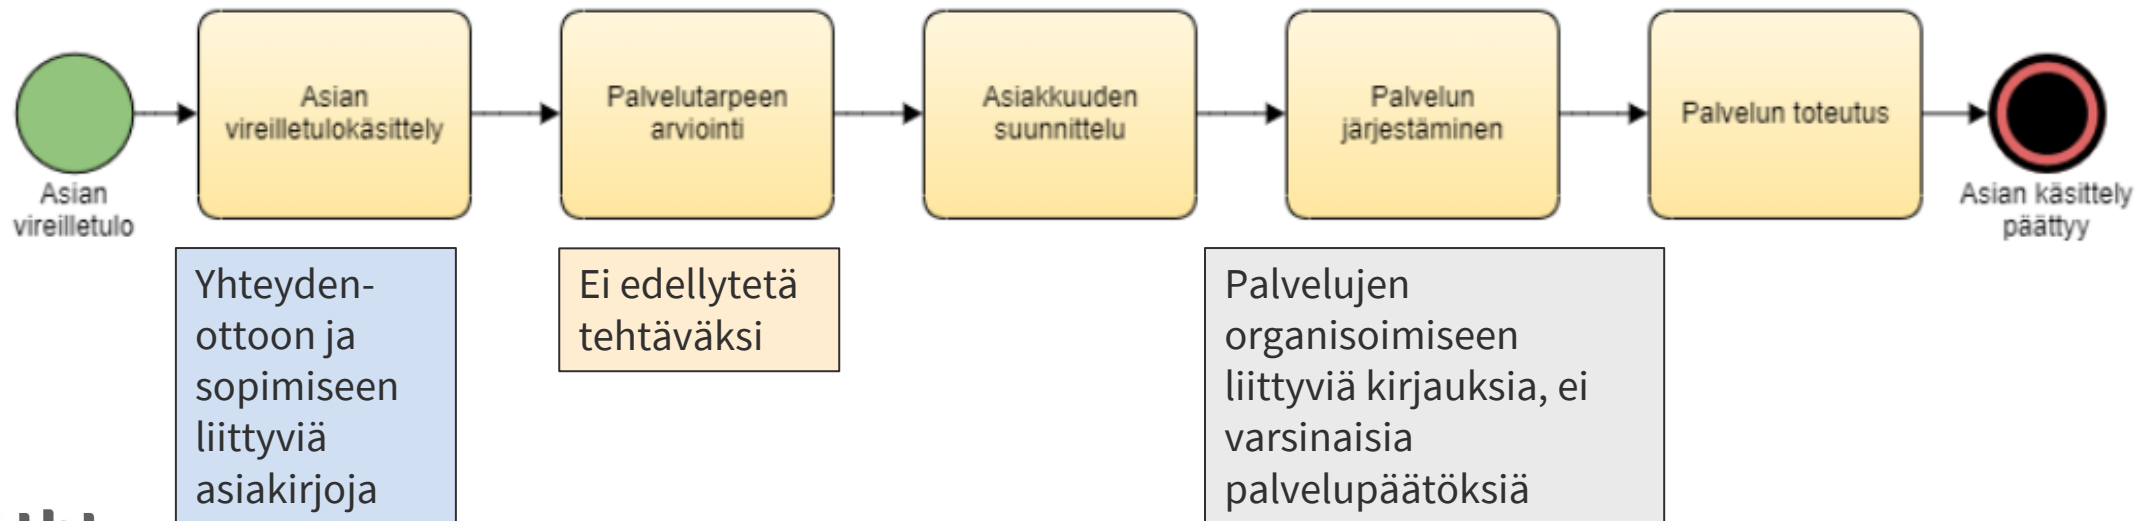 Asian
vireilletulo
Asian
vireilletulokäsittely
Palvelutarpeen
arviointi
Asiakkuuden
suunnittelu
Palvelun
järjestäminen
Palvelun toteutus
Asian käsittely
päättyy
Yhteyden-
ottoon ja
sopimiseen
liittyviä
asiakirjoja
Ei edellytetä
tehtäväksi
Palvelujen
organisoimiseen
liittyviä kirjauksia, ei
varsinaisia
palvelupäätöksiä